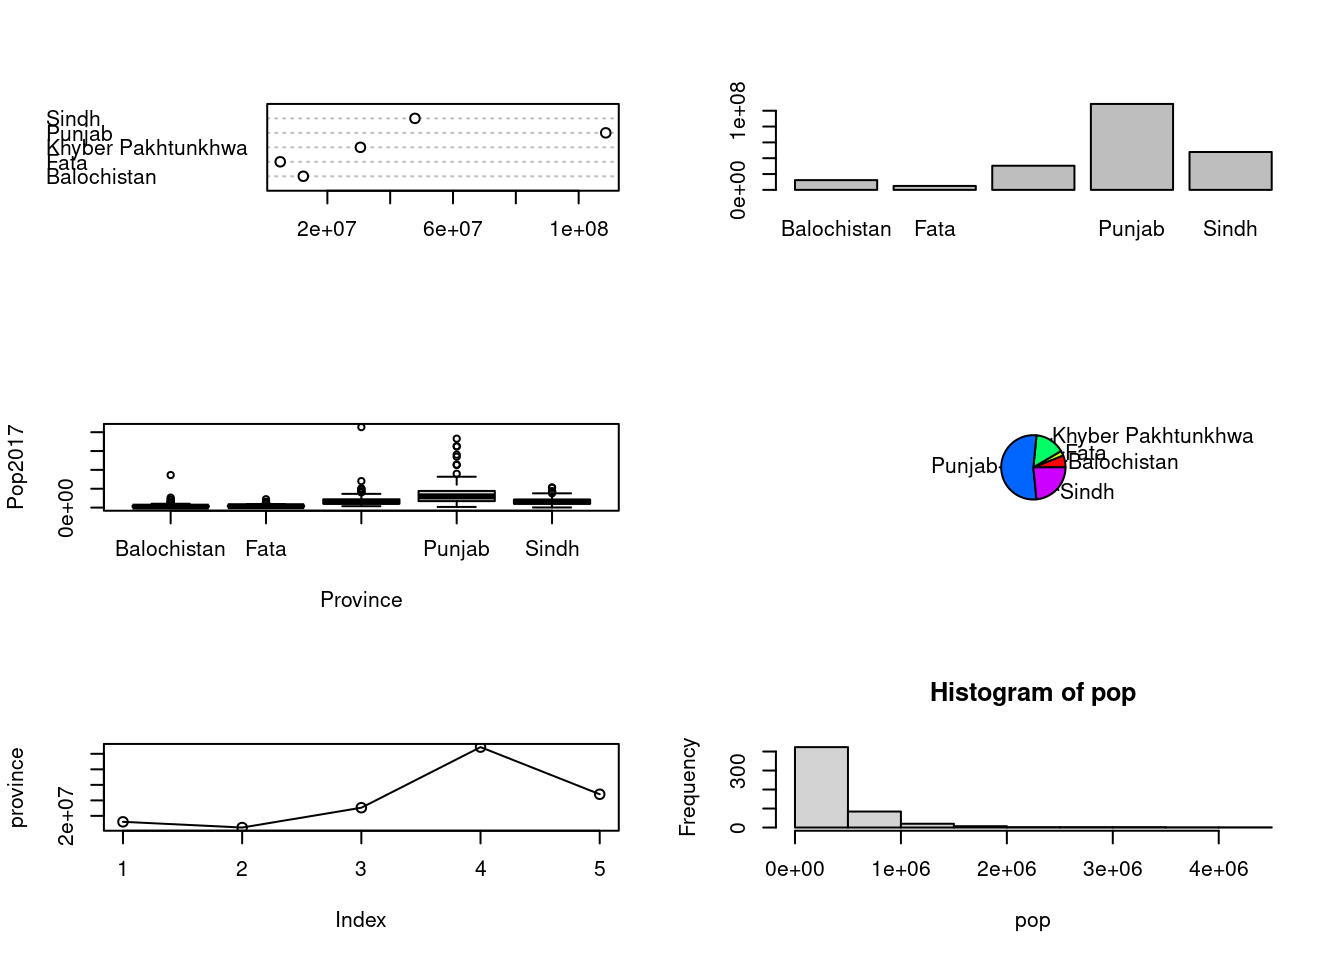 Sindh
Punjab
Khyber Pakhtunkhwa
Fata
Balochistan
2e+07 6e+07 1e+08
1e+08
0e+00
Balochistan Fata Punjab Sindh
Pop2017
0e+00
Balochistan Fata Punjab Sindh
Province
Khyber Pakhtunkhwa
Fata
Balochistan
Punjab
Sindh
province
2e+07
1 2 3 4 5
Index
Histogram of pop
Frequency
300
0
0e+00 1e+06 2e+06 3e+06 4e+06
pop